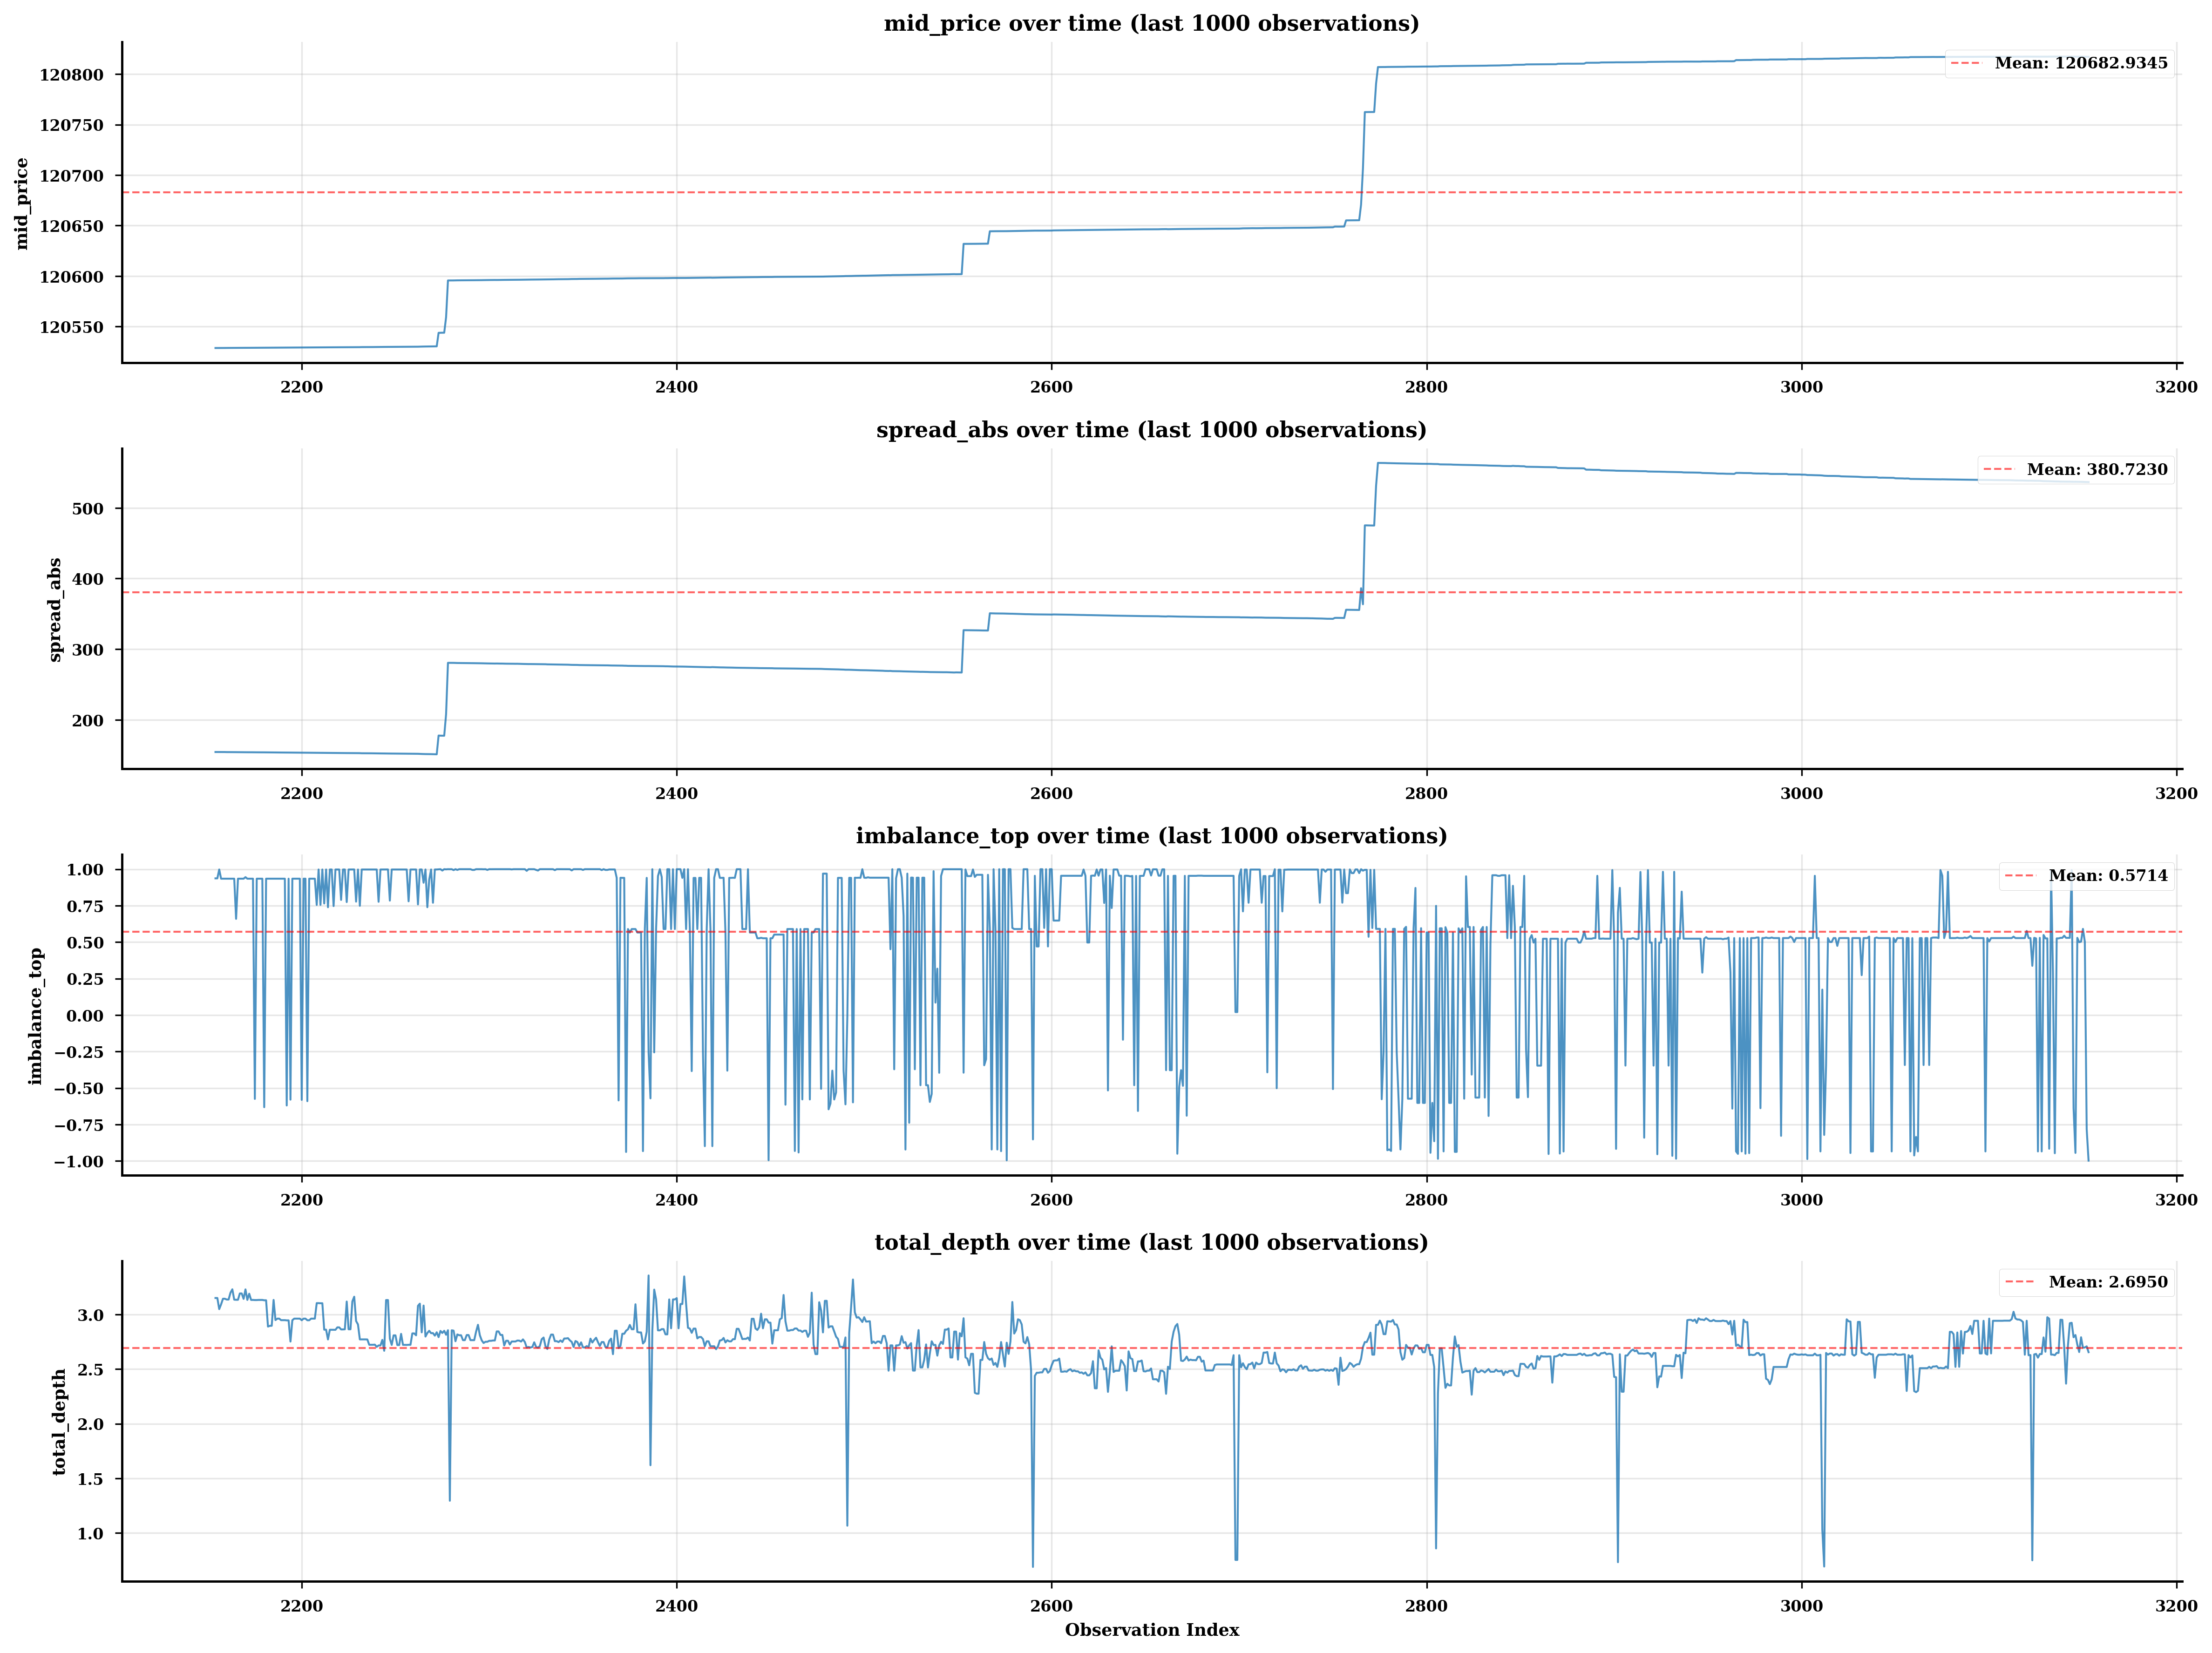 mid_price over time (last 1000 observations)
mid_price
120800
120750
120700
120650
120600
120550
Mean: 120682.9345
2200 2400 2600 2800 3000 3200
spread_abs over time (last 1000 observations)
spread_abs
500
400
300
200
Mean: 380.7230
2200 2400 2600 2800 3000 3200
imbalance_top over time (last 1000 observations)
imbalance_top
1.00
0.75
0.50
0.25
0.00
−0.25
−0.50
−0.75
−1.00
Mean: 0.5714
2200 2400 2600 2800 3000 3200
total_depth over time (last 1000 observations)
total_depth
3.0
2.5
2.0
1.5
1.0
Mean: 2.6950
2200 2400 2600 2800 3000 3200
Observation Index